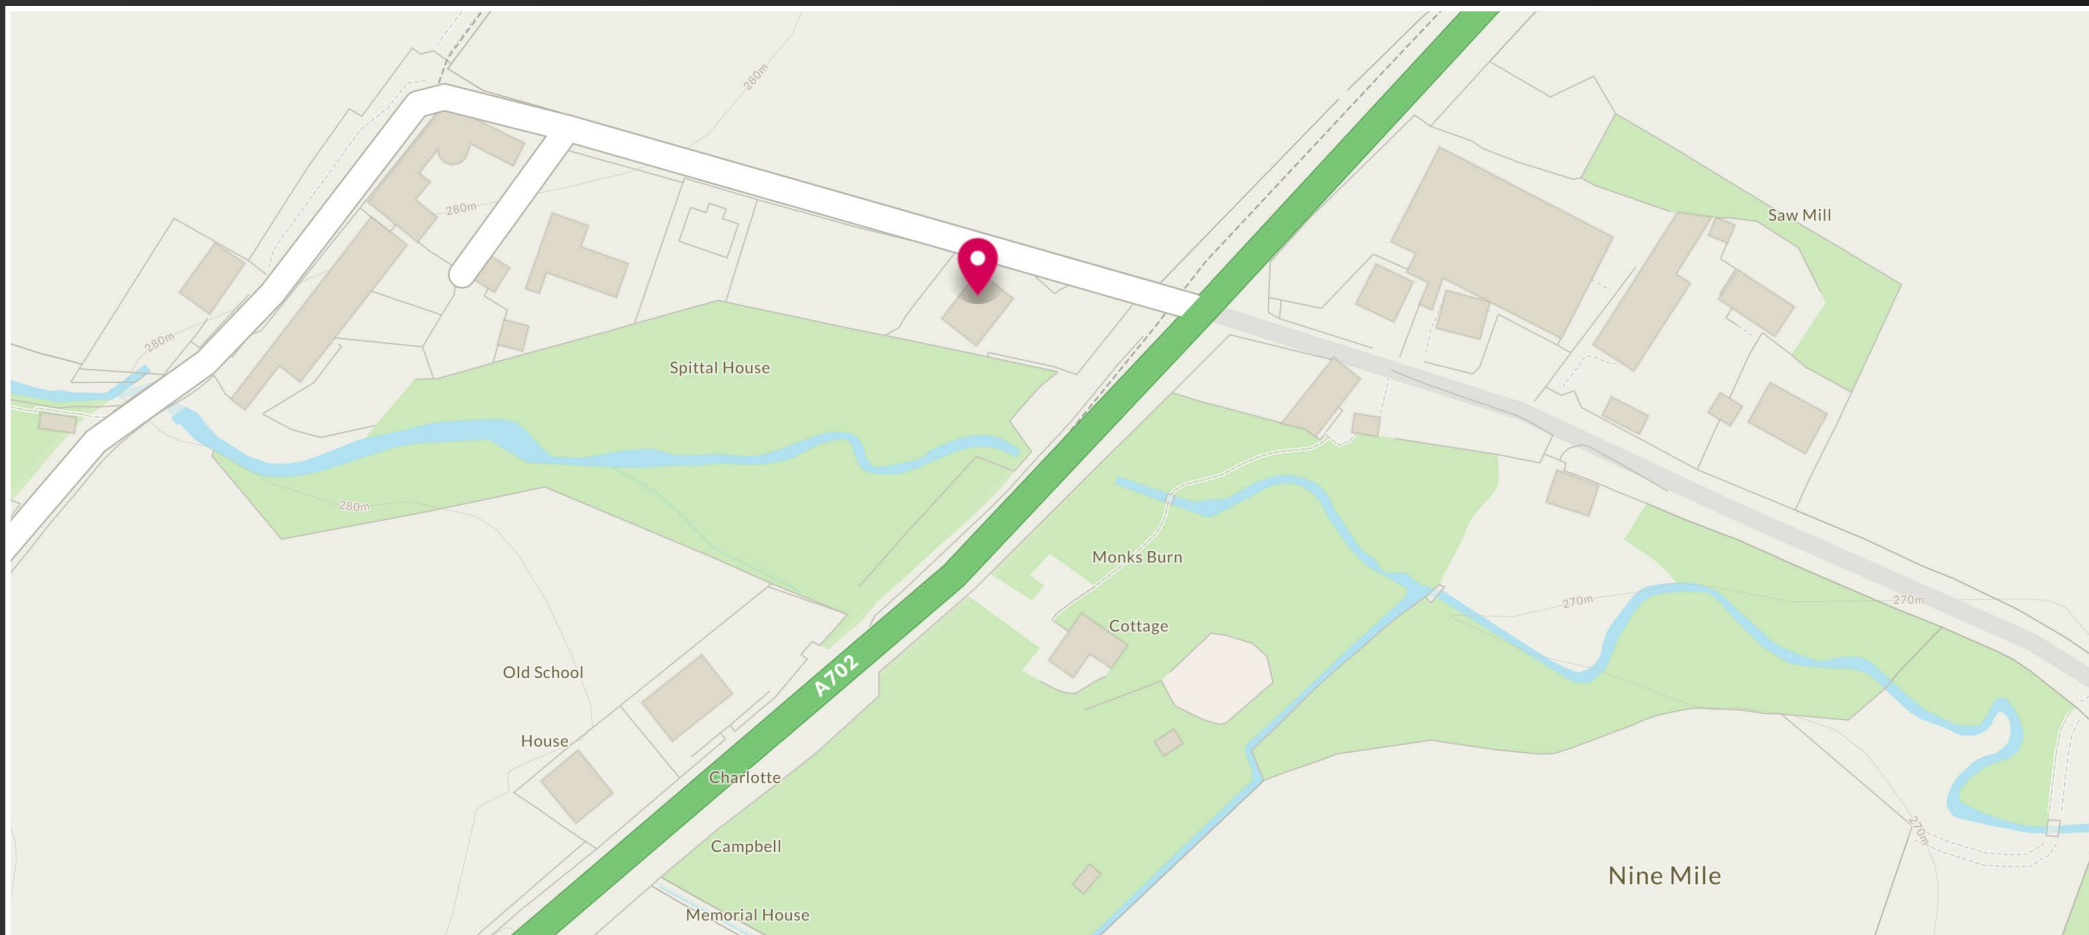 280m
280m
Saw Mill
280m
Spittal House
280m
Monks Burn
270m
270m
Cottage
A702
Old School
House
Charlotte
270m
Campbell
Nine Mile
Memorial House